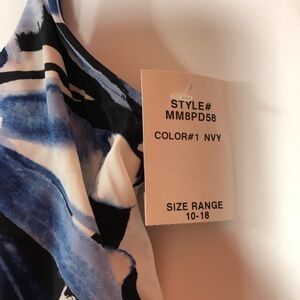 STYLE#
MM8PD58
COLOR#1 NVY
SIZE RANGE
10-18